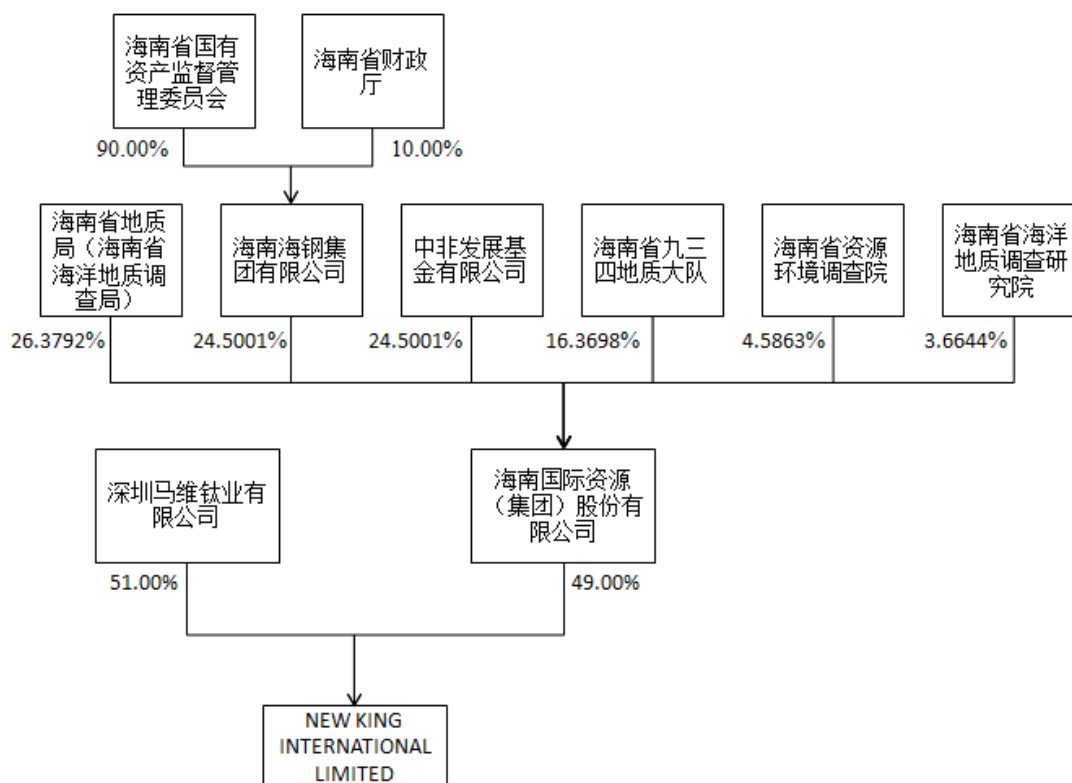 海南省国有
资产监督管
理委员会
海南省财政
厅
90.00%
10.00%
海南省地质
局（海南省
海洋地质调
查局）
海南海钢集
团有限公司
中非发展基
金有限公司
海南省九三
四地质大队
海南省资源
环境调查院
海南省海洋
地质调查研
究院
26.3792%
24.5001%
24.5001%
16.3698%
4.5863%
3.6644%
深圳马维钛业有
限公司
海南国际资源
（集团）股份有
限公司
51.00%
49.00%
NEW KING
INTERNATIONAL
LIMITED